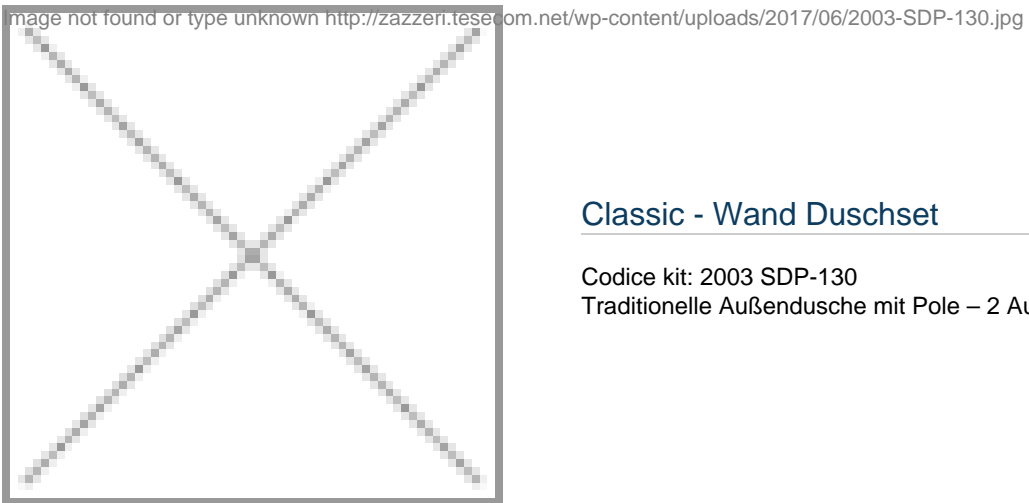 Image not found or type unknown http://zazzeri.tesecom.net/wp-content/uploads/2017/06/2003-SDP-130.jpg
Classic - Wand Duschset
Codice kit: 2003 SDP-130
Traditionelle Außendusche mit Pole – 2 Au